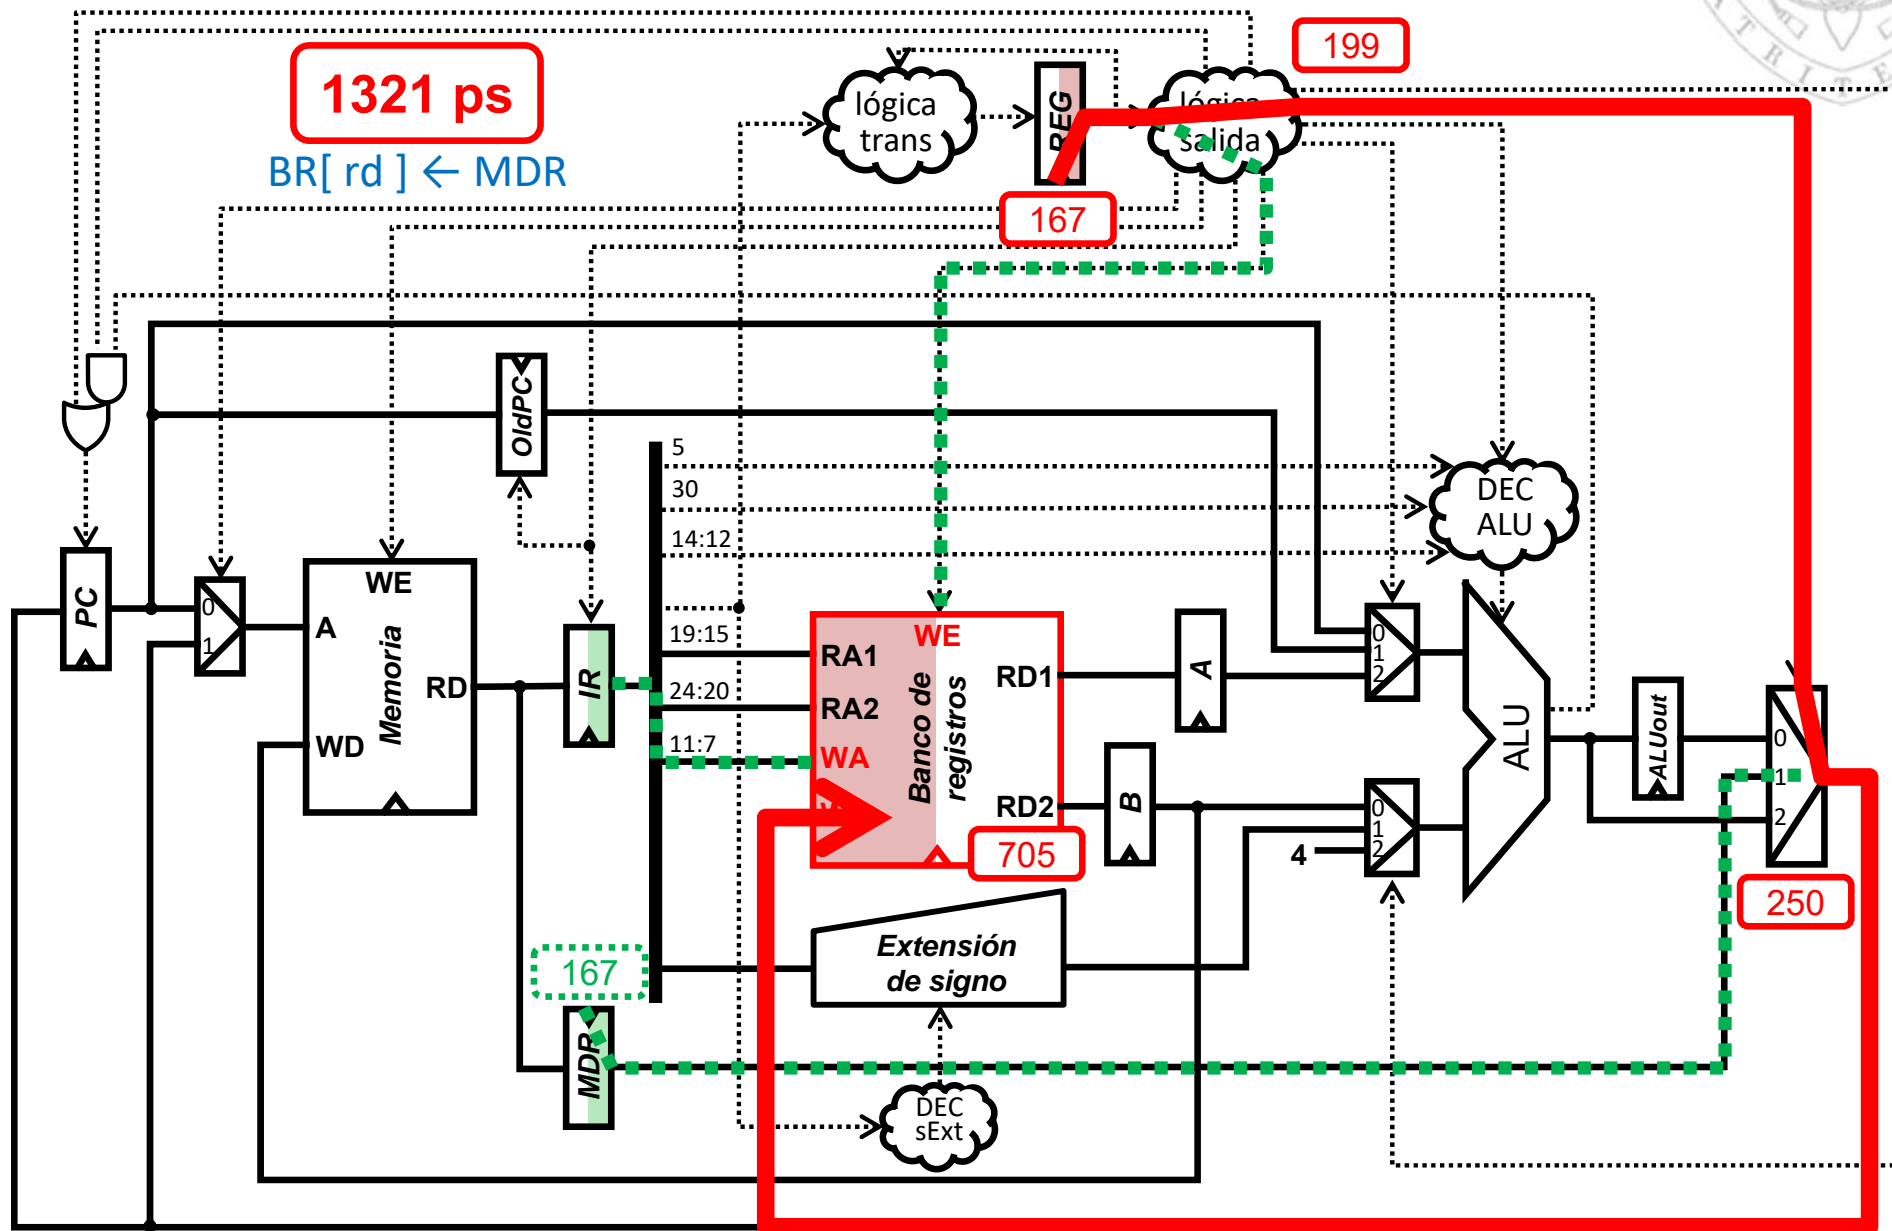 199
1321 ps
BR[ rd ] ← MDR
lógica
trans
REG
lógica
salida
167
OldPC
5
30
14:12
DEC
ALU
PC
0
1
WE
A
Memoria
RD
WD
IR
19:15
24:20
11:7
WE
RA1
RA2
WA
Banco de
registros
RD1
RD2
705
A
B
0
1
2
0
1
2
4
ALU
ALUout
0
1
2
250
Extensión
de signo
167
MDR
DEC
sExt